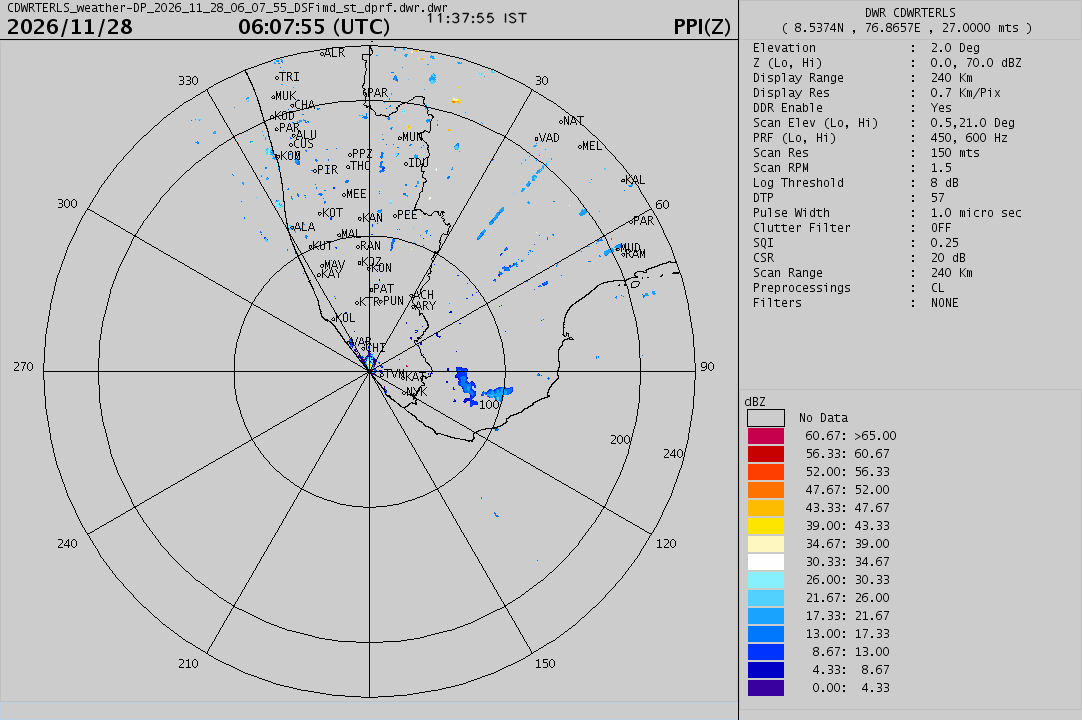 CDWRTERLS_weather-DP_2026_11_28_06_07_55_DSFimd_st_dprf.dwr.dwr
2026/11/28 06:07:55 (UTC) 11:37:55 IST PPI(Z)
DWR CDWRTERLS
( 8.5374N , 76.8657E , 27.0000 mts )
Elevation : 2.0 Deg
Z (Lo, Hi) : 0.0, 70.0 dBZ
Display Range : 240 Km
Display Res : 0.7 Km/Pix
DDR Enable : Yes
Scan Elev (Lo, Hi) : 0.5,21.0 Deg
PRF (Lo, Hi) : 450, 600 Hz
Scan Res : 150 mts
Scan RPM : 1.5
Log Threshold : 8 dB
DTP : 57
Pulse Width : 1.0 micro sec
Clutter Filter : OFF
SQI : 0.25
CSR : 20 dB
Scan Range : 240 Km
Preprocessings : CL
Filters : NONE
dBZ
No Data
60.67: >65.00
56.33: 60.67
52.00: 56.33
47.67: 52.00
43.33: 47.67
39.00: 43.33
34.67: 39.00
30.33: 34.67
26.00: 30.33
21.67: 26.00
17.33: 21.67
13.00: 17.33
8.67: 13.00
4.33: 8.67
0.00: 4.33
ALR
TRI
330
30
MUK
PAR
CHA
KOD
NAT
PAR
ALU
MUN
VAD
CUS
MEL
KOM
PPZ
IDU
THO
PIR
KAL
MEE
300
60
KOT
KAN
PEE
PAR
ALA
MAL
KUT
RAN
MUD
RAM
MAV
KOZ
KON
KAY
PAT
ACH
KTR
PUN
ARY
KOL
VAR
CHI
270
90
TVM
KAT
NYK
100
200
240
240
120
210
150